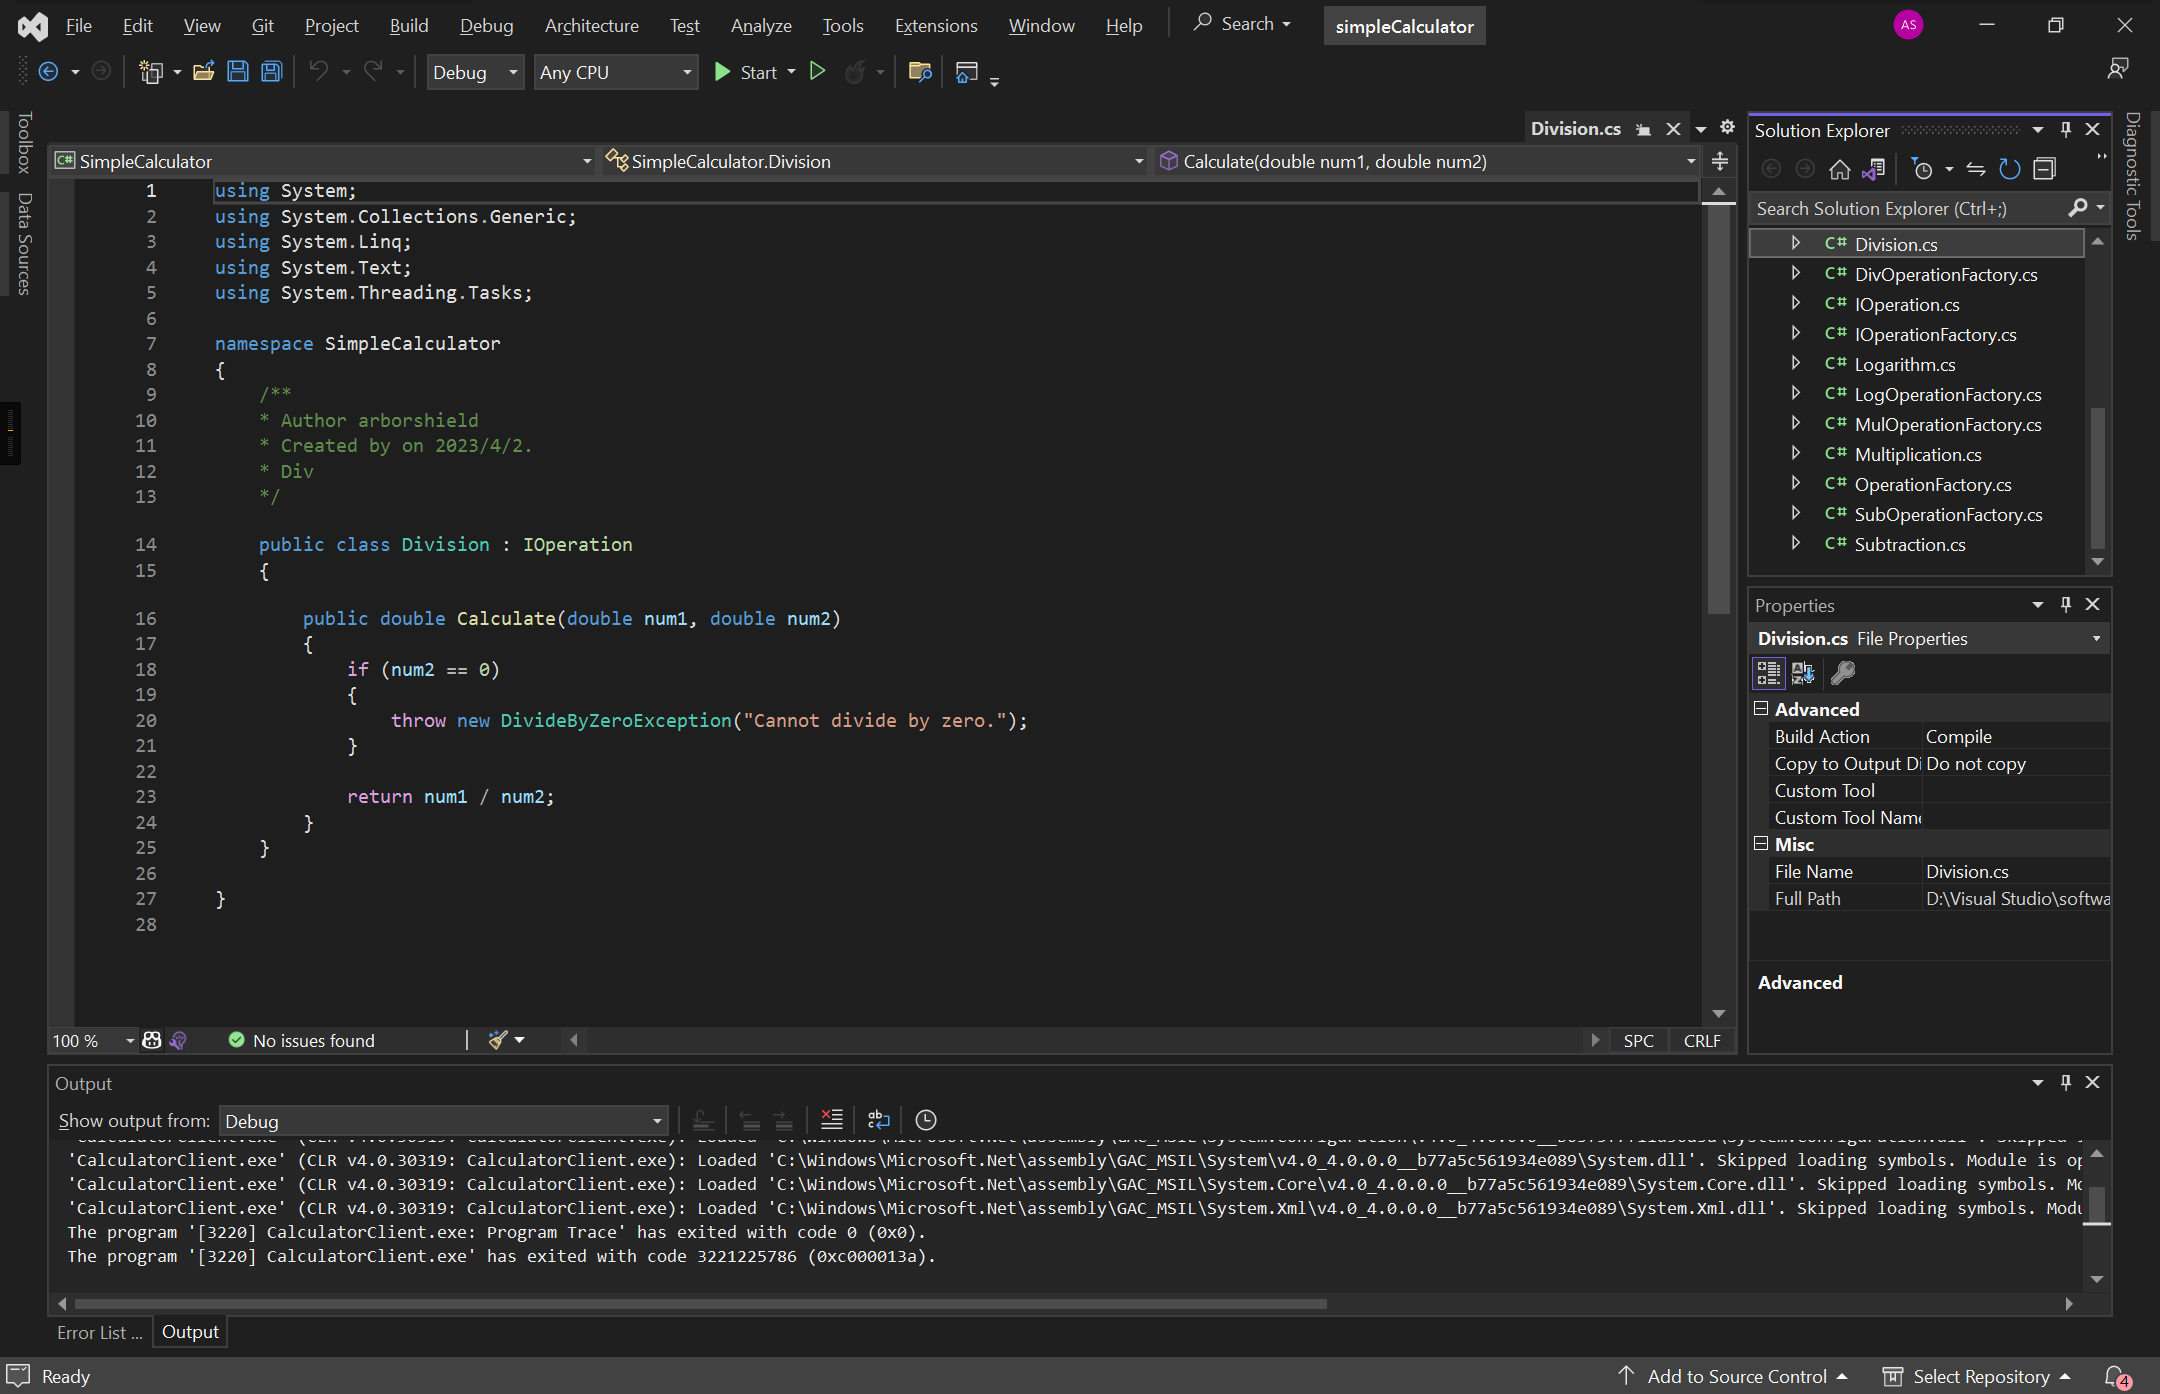 File Edit View Git Project Build Debug Architecture Test Analyze Tools Extensions Window Help Search simpleCalculator AS
Debug Any CPU Start
Toolbox
Data Sources
Division.cs
SimpleCalculator SimpleCalculator.Division Calculate(double num1, double num2)
1 using System;
2 using System.Collections.Generic;
3 using System.Linq;
4 using System.Text;
5 using System.Threading.Tasks;
6
7 namespace SimpleCalculator
8 {
9 /**
10 * Author arborshield
11 * Created by on 2023/4/2.
12 * Div
13 */
14 public class Division : IOperation
15 {
16 public double Calculate(double num1, double num2)
17 {
18 if (num2 == 0)
19 {
20 throw new DivideByZeroException("Cannot divide by zero.");
21 }
22
23 return num1 / num2;
24 }
25 }
26
27 }
28
100 % No issues found SPC CRLF
Solution Explorer
Search Solution Explorer (Ctrl+;)
C# Division.cs
C# DivOperationFactory.cs
C# IOperation.cs
C# IOperationFactory.cs
C# Logarithm.cs
C# LogOperationFactory.cs
C# MulOperationFactory.cs
C# Multiplication.cs
C# OperationFactory.cs
C# SubOperationFactory.cs
C# Subtraction.cs
Diagnostic Tools
Properties
Division.cs File Properties
Advanced
Build Action Compile
Copy to Output Di Do not copy
Custom Tool
Custom Tool Name
Misc
File Name Division.cs
Full Path D:\Visual Studio\softwa
Advanced
Output
Show output from: Debug
'CalculatorClient.exe' (CLR v4.0.30319: CalculatorClient.exe): Loaded 'C:\Windows\Microsoft.Net\assembly\GAC_MSIL\System\v4.0_4.0.0.0__b77a5c561934e089\System.dll'. Skipped loading symbols. Module is op
'CalculatorClient.exe' (CLR v4.0.30319: CalculatorClient.exe): Loaded 'C:\Windows\Microsoft.Net\assembly\GAC_MSIL\System.Core\v4.0_4.0.0.0__b77a5c561934e089\System.Core.dll'. Skipped loading symbols. Mo
'CalculatorClient.exe' (CLR v4.0.30319: CalculatorClient.exe): Loaded 'C:\Windows\Microsoft.Net\assembly\GAC_MSIL\System.Xml\v4.0_4.0.0.0__b77a5c561934e089\System.Xml.dll'. Skipped loading symbols. Modu
The program '[3220] CalculatorClient.exe: Program Trace' has exited with code 0 (0x0).
The program '[3220] CalculatorClient.exe' has exited with code 3221225786 (0xc000013a).
Error List ... Output
Ready Add to Source Control Select Repository 4